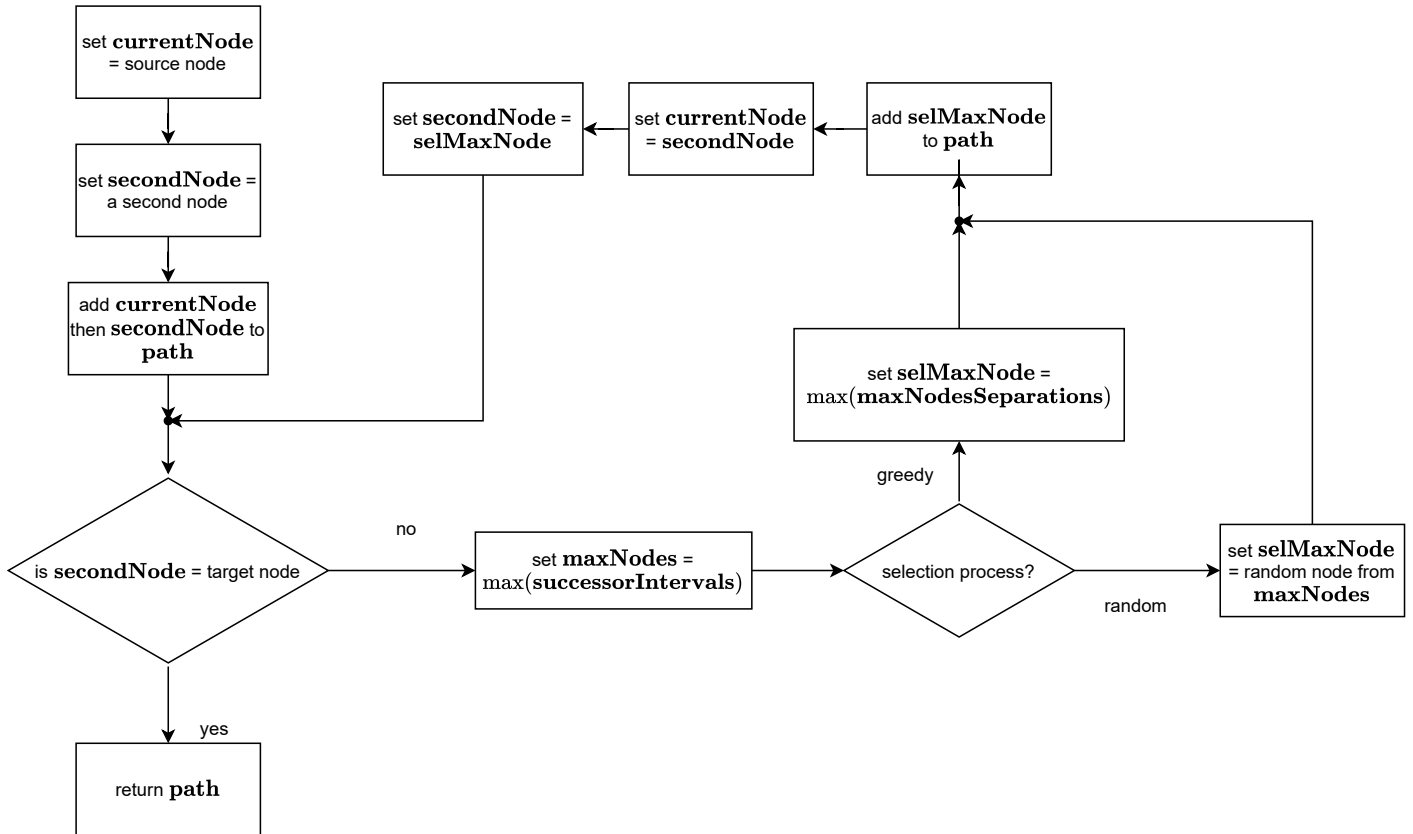 set currentNode
= source node
set secondNode =
a second node
add currentNode
then secondNode to
path
is secondNode = target node
yes
return path
no
set maxNodes =
max(successorIntervals)
selection process?
greedy
set selMaxNode =
max(maxNodesSeparations)
random
set selMaxNode
= random node from
maxNodes
add selMaxNode
to path
set currentNode
= secondNode
set secondNode =
selMaxNode